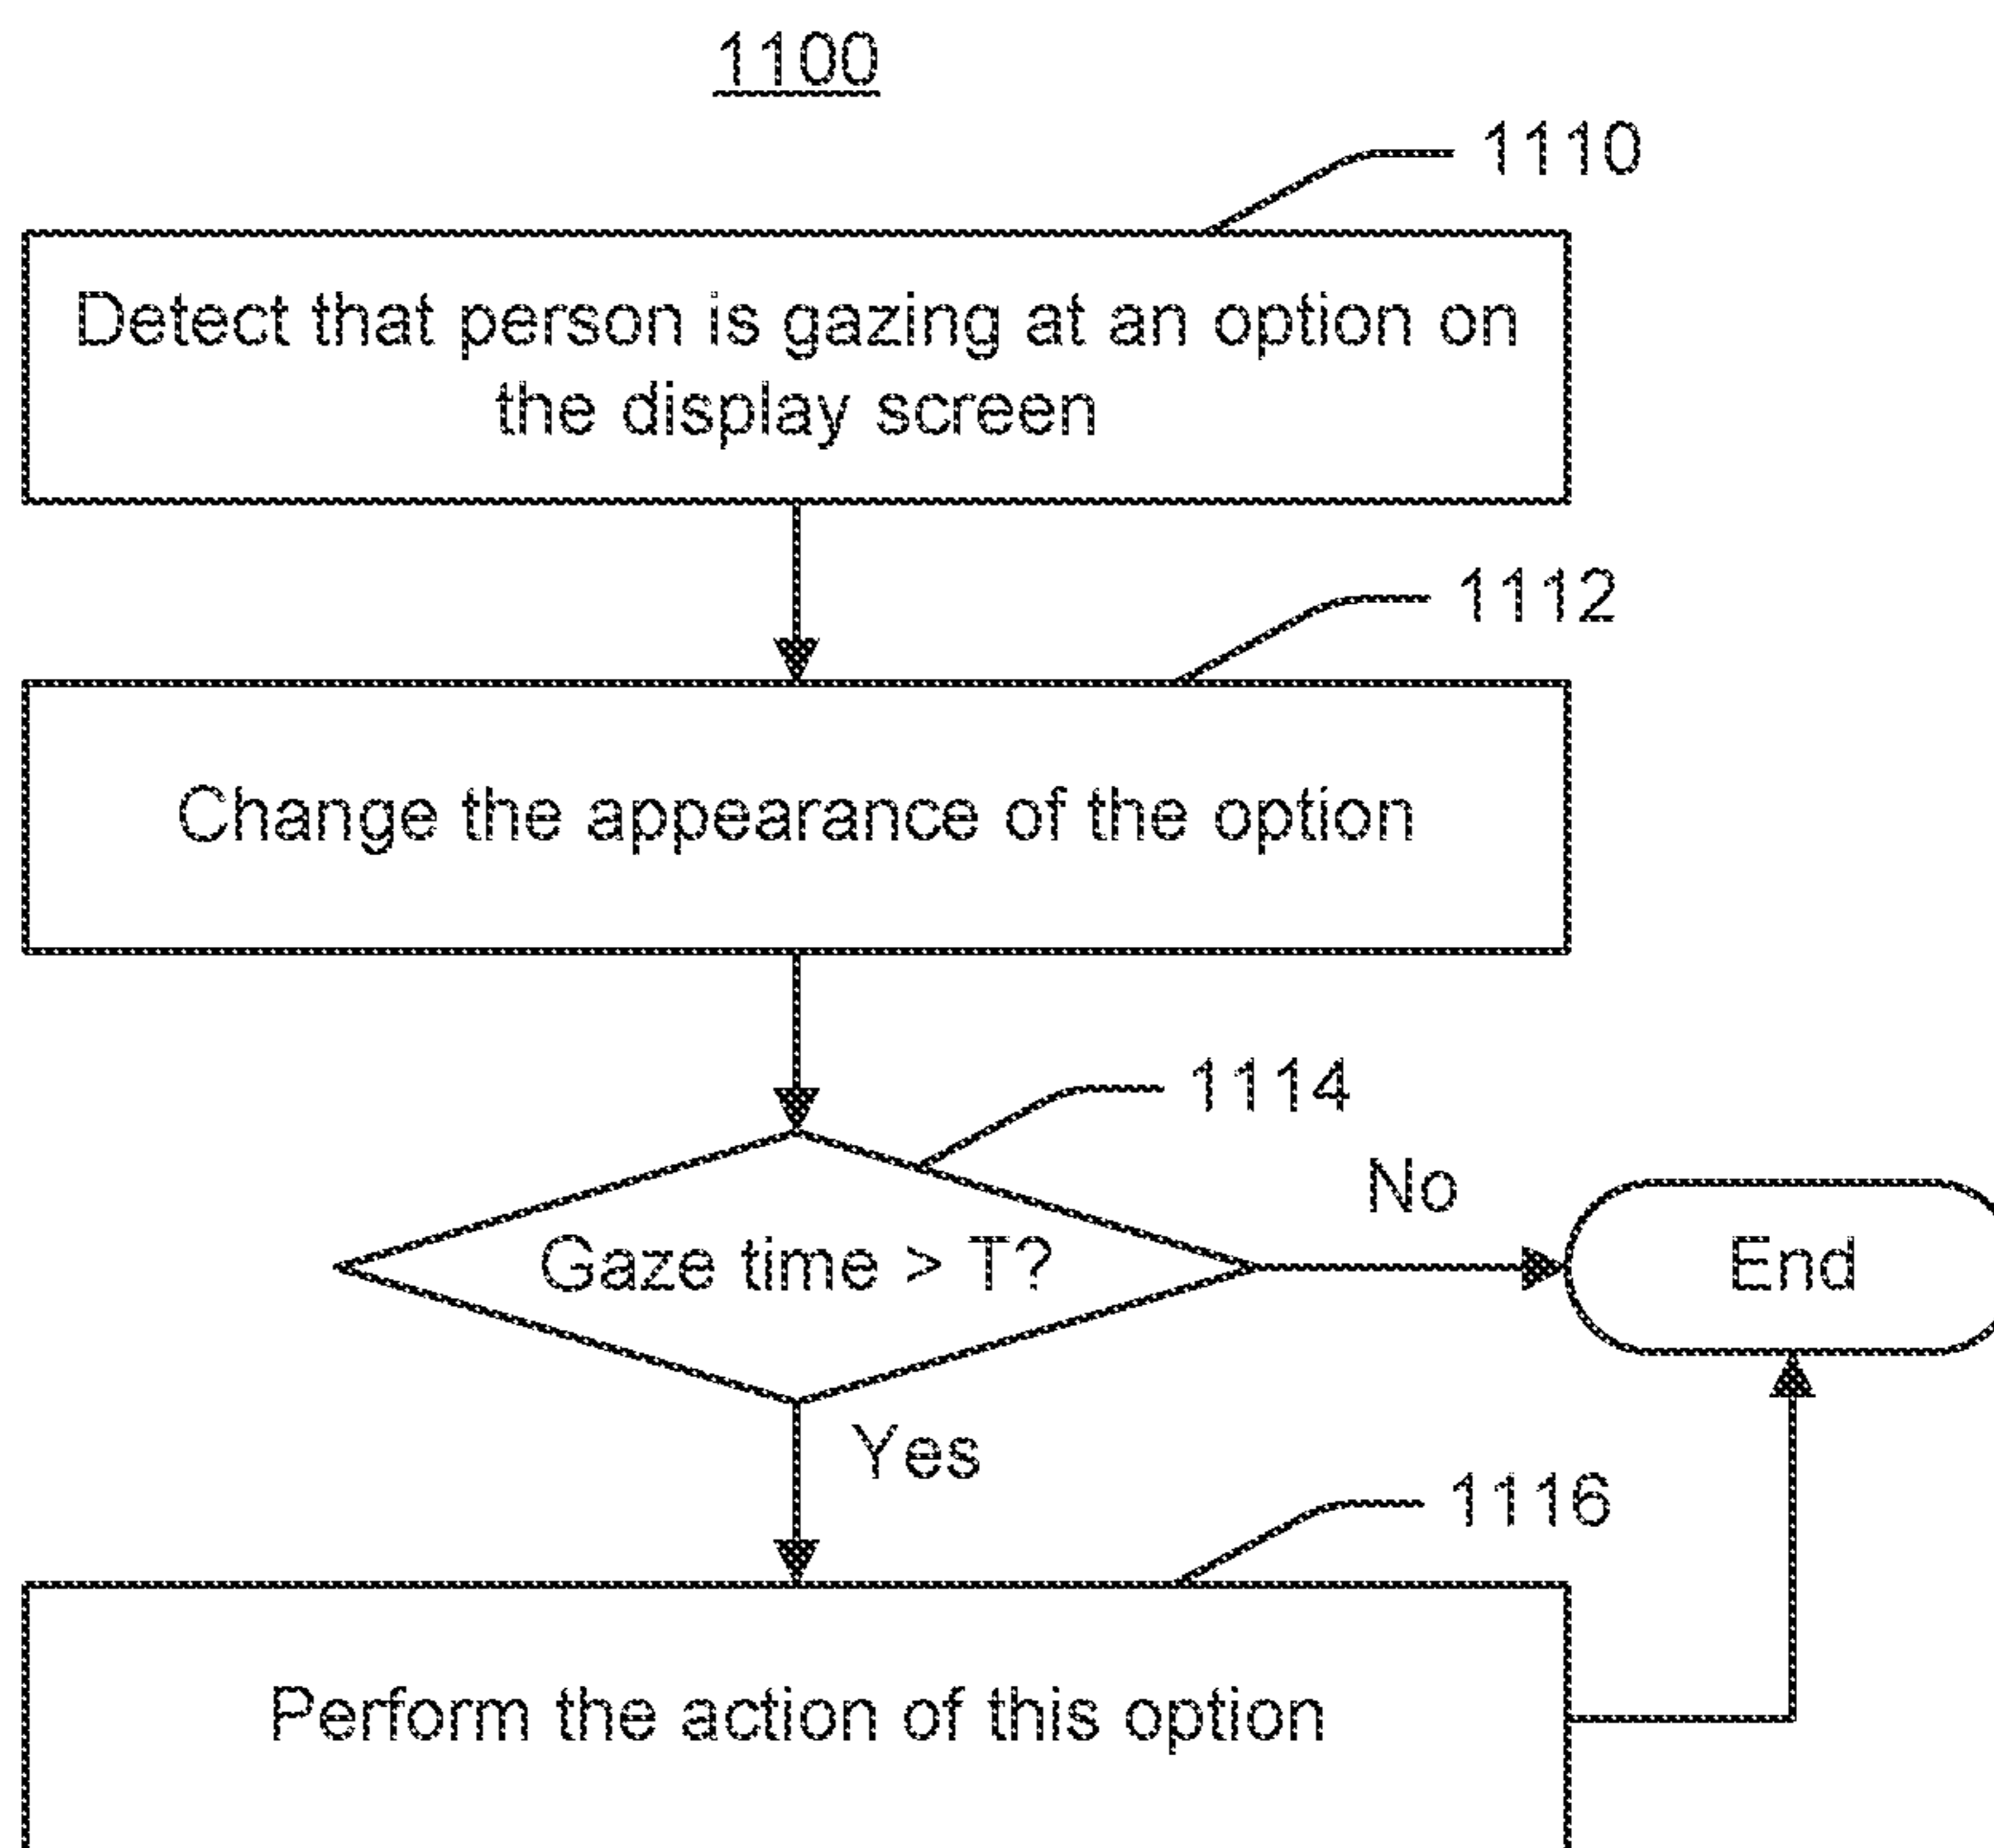 1100
1110
Detect that person is gazing at an option on
the display screen
1112
Change the appearance of the option
1114
Gaze time > T?
No
End
Yes
1116
Perform the action of this option